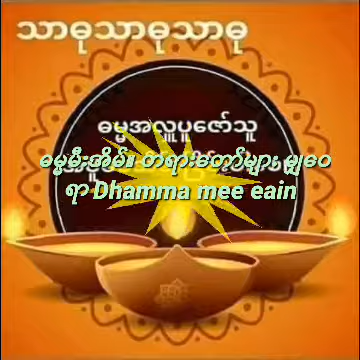 သာဓုသာဓုသာဓု
ဓမ္မအလှူပူဇော်သူ
ဓမ္မမီးအိမ်။ တရားတော်များ မျှဝေ
ရာ Dhamma mee eain